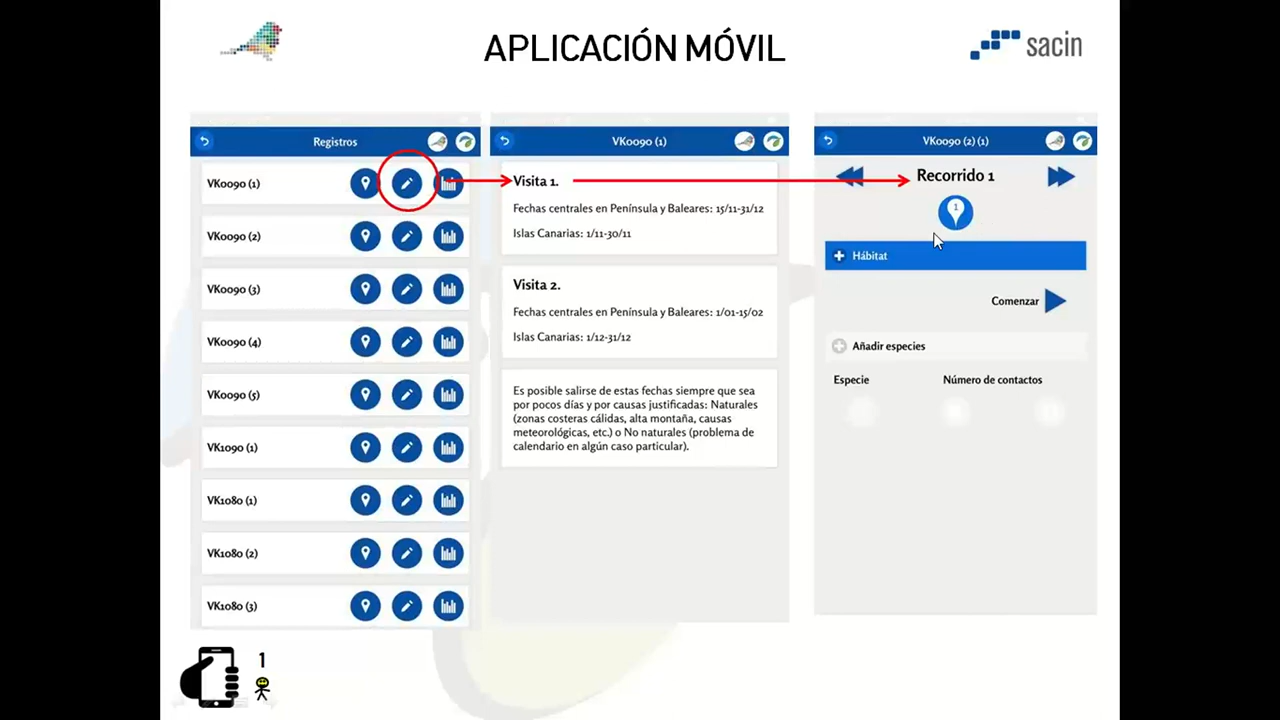 APLICACIÓN MÓVIL
sacin
Registros
VK0090 (1)
VK0090 (2)
VK0090 (3)
VK0090 (4)
VK0090 (5)
VK1090 (1)
VK1080 (1)
VK1080 (2)
VK1080 (3)
VK0090 (1)
Visita 1.
Fechas centrales en Península y Baleares: 15/11-31/12
Islas Canarias: 1/11-30/11
Visita 2.
Fechas centrales en Península y Baleares: 1/01-15/02
Islas Canarias: 1/12-31/12
Es posible salirse de estas fechas siempre que sea
por pocos días y por causas justificadas: Naturales
(zonas costeras cálidas, alta montaña, causas
meteorológicas, etc.) o No naturales (problema de
calendario en algún caso particular).
VK0090 (2) (1)
Recorrido 1
1
Hábitat
Comenzar
Añadir especies
Especie Número de contactos
1